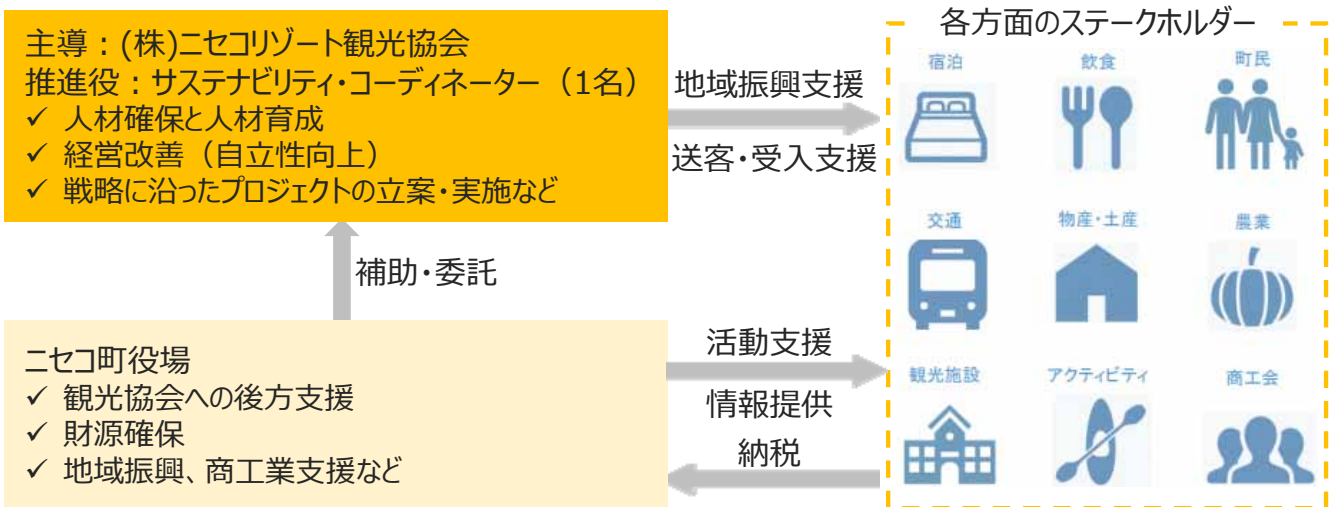 主導：(株)ニセコリゾート観光協会
推進役：サステナビリティ・コーディネーター（1名）
✓ 人材確保と人材育成
✓ 経営改善（自立性向上）
✓ 戦略に沿ったプロジェクトの立案・実施など
地域振興支援
送客・受入支援
補助・委託
ニセコ町役場
✓ 観光協会への後方支援
✓ 財源確保
✓ 地域振興、商工業支援など
活動支援
情報提供
納税
各方面のステークホルダー
宿泊 飲食 町民
交通 物産・土産 農業
観光施設 アクティビティ 商工会